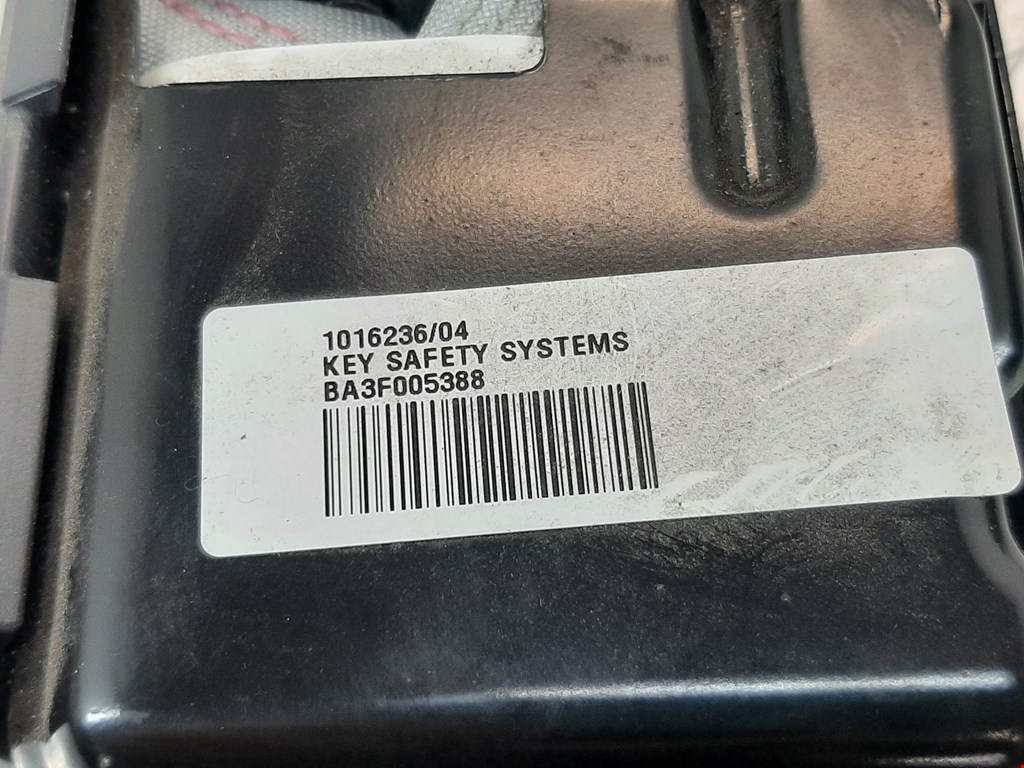 1016236/04
KEY SAFETY SYSTEMS
BA3F005388